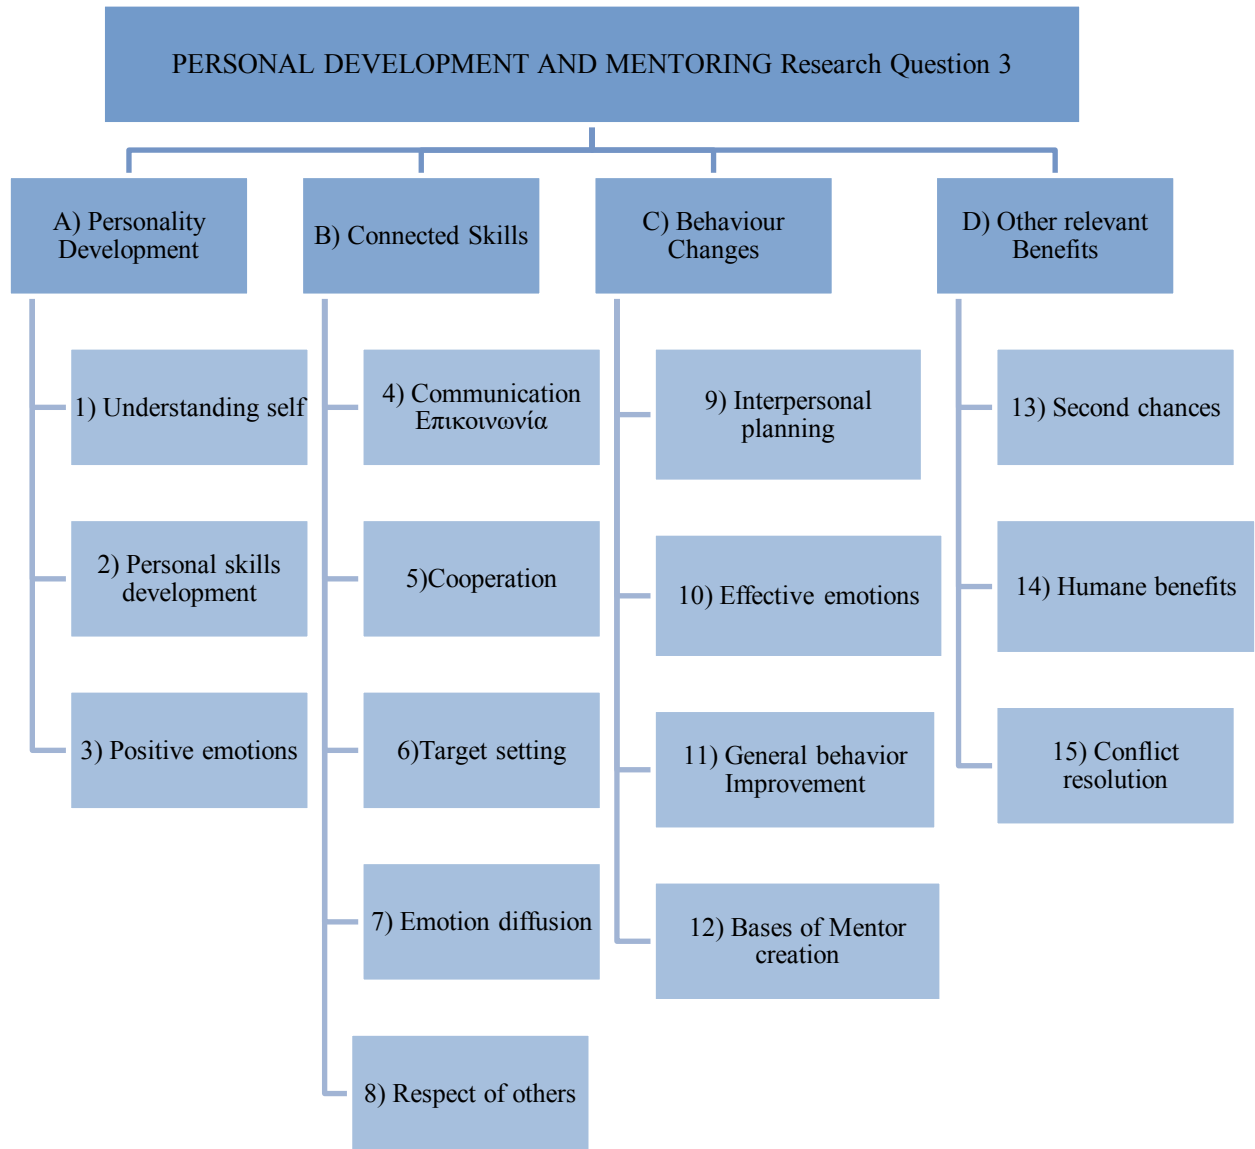 PERSONAL DEVELOPMENT AND MENTORING Research Question 3
A) Personality
Development
1) Understanding self
2) Personal skills
development
3) Positive emotions
B) Connected Skills
4) Communication
Επικοινωνία
5)Cooperation
6)Target setting
7) Emotion diffusion
8) Respect of others
C) Behaviour
Changes
9) Interpersonal
planning
10) Effective emotions
11) General behavior
Improvement
12) Bases of Mentor
creation
D) Other relevant
Benefits
13) Second chances
14) Humane benefits
15) Conflict
resolution